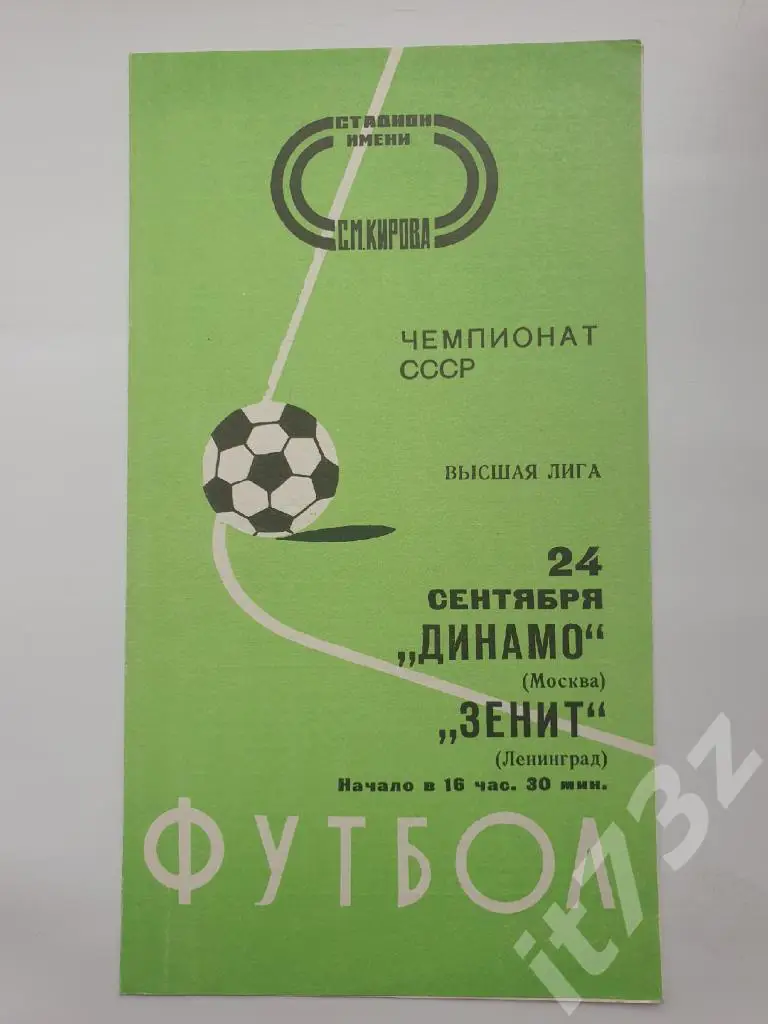 СТАДИОН
ИМЕНИ
С.М.КИРОВА
ЧЕМПИОНАТ
СССР
ВЫСШАЯ ЛИГА
24
СЕНТЯБРЯ
„ДИНАМО“
(Москва)
„ЗЕНИТ“
(Ленинград)
Начало в 16 час. 30 мин.
ФУТБОЛ
it73z